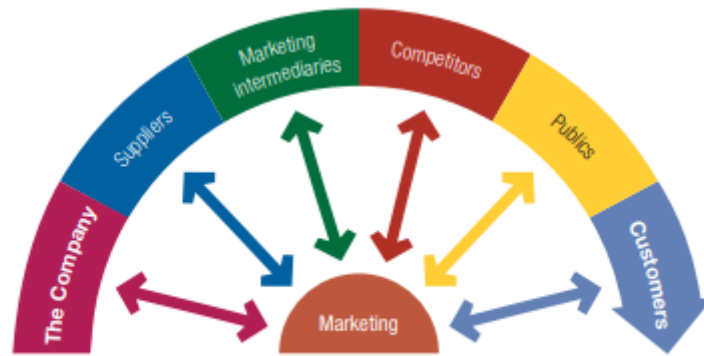 The Company
Suppliers
Marketing
intermediaries
Competitors
Publics
Customers
Marketing